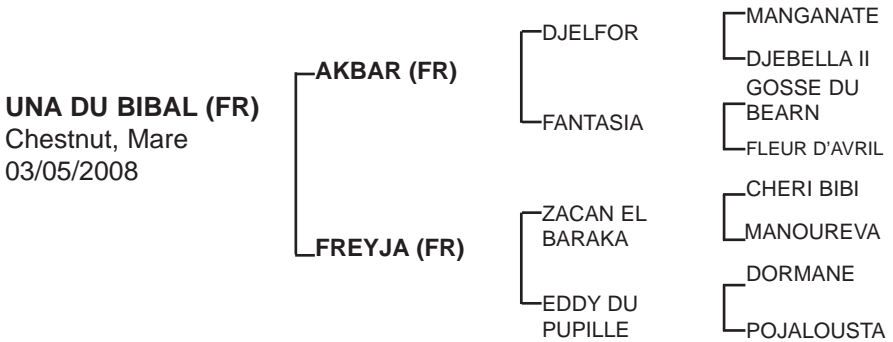 UNA DU BIBAL (FR)
Chestnut, Mare
03/05/2008
AKBAR (FR)
FREYJA (FR)
DJELFOR
FANTASIA
ZACAN EL
BARAKA
EDDY DU
PUPILLE
MANGANATE
DJEBELLA II
GOSSE DU
BEARN
FLEUR D'AVRIL
CHERI BIBI
MANOUREVA
DORMANE
POJALOUSTA